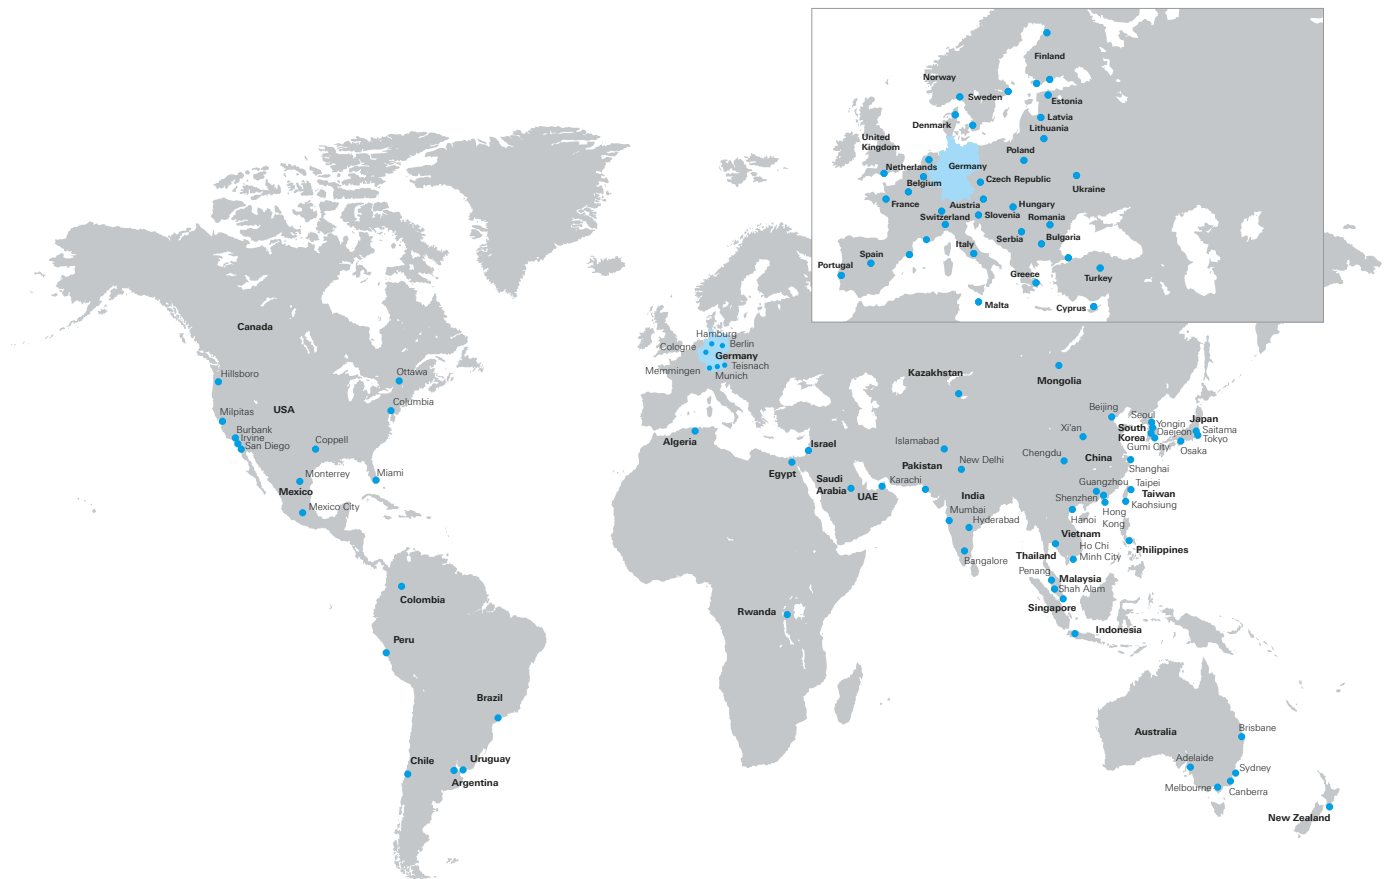 Finland
Norway
Sweden
Estonia
Latvia
Denmark
Lithuania
United
Kingdom
Poland
Netherlands
Germany
Czech Republic
Belgium
Ukraine
France
Austria
Hungary
Switzerland
Slovenia
Romania
Serbia
Bulgaria
Italy
Spain
Portugal
Greece
Turkey
Malta
Cyprus
Canada
Hillsboro
Ottawa
Columbia
USA
Milpitas
Burbank
Irvine
San Diego
Coppell
Monterrey
Miami
Mexico
Mexico City
Colombia
Peru
Brazil
Chile
Uruguay
Argentina
Hamburg
Cologne
Berlin
Germany
Memmingen
Teisnach
Munich
Algeria
Israel
Egypt
Saudi
Arabia
UAE
Rwanda
Kazakhstan
Mongolia
Islamabad
Pakistan
New Delhi
Karachi
India
Mumbai
Hyderabad
Bangalore
Beijing
Xi'an
Chengdu
China
Shanghai
Guangzhou
Shenzhen
Hong
Kong
Seoul
Yongin
South
Korea
Daejeon
Gumi City
Japan
Saitama
Tokyo
Osaka
Taipei
Taiwan
Kaohsiung
Hanoi
Vietnam
Ho Chi
Minh City
Thailand
Philippines
Penang
Malaysia
Shah Alam
Singapore
Indonesia
Australia
Brisbane
Adelaide
Sydney
Melbourne
Canberra
New Zealand